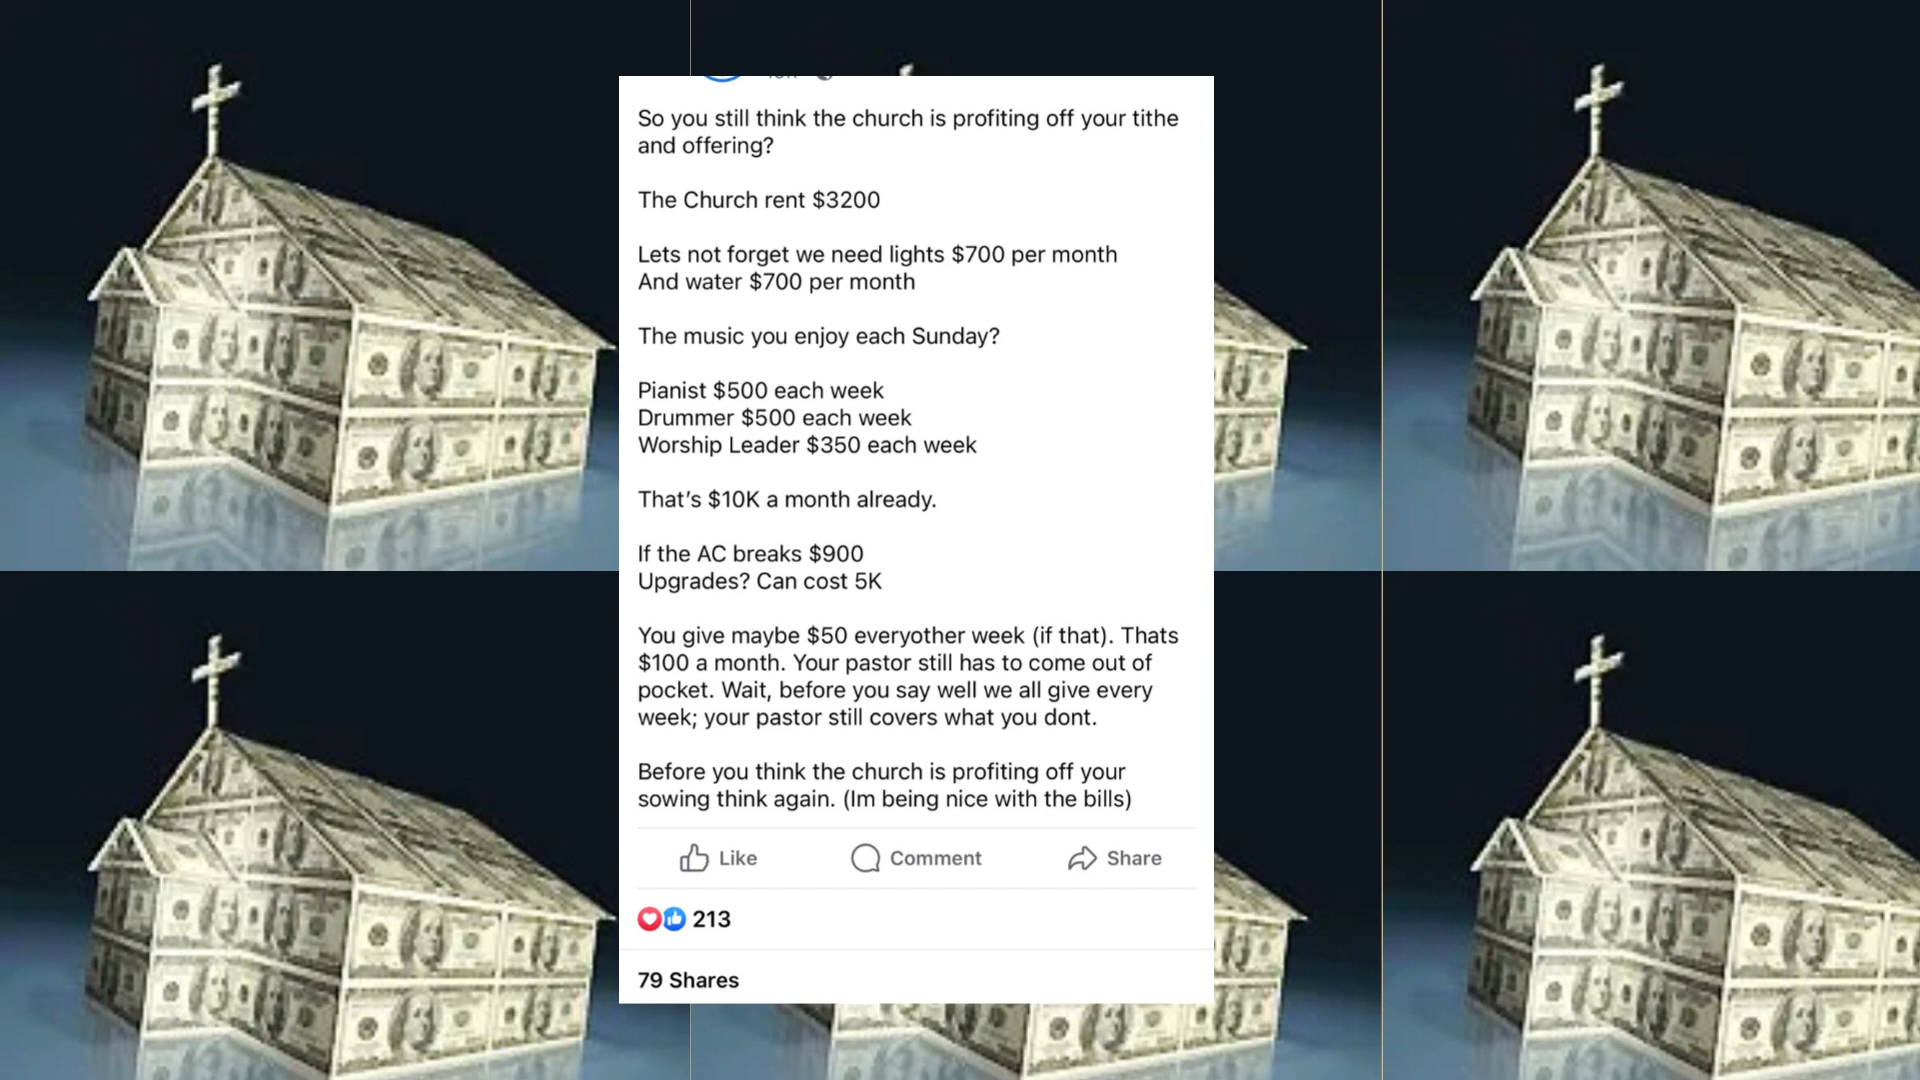 So you still think the church is profiting off your tithe
and offering?
The Church rent $3200
Lets not forget we need lights $700 per month
And water $700 per month
The music you enjoy each Sunday?
Pianist $500 each week
Drummer $500 each week
Worship Leader $350 each week
That’s $10K a month already.
If the AC breaks $900
Upgrades? Can cost 5K
You give maybe $50 everyother week (if that). Thats
$100 a month. Your pastor still has to come out of
pocket. Wait, before you say well we all give every
week; your pastor still covers what you dont.
Before you think the church is profiting off your
sowing think again. (Im being nice with the bills)
Like Comment Share
213
79 Shares